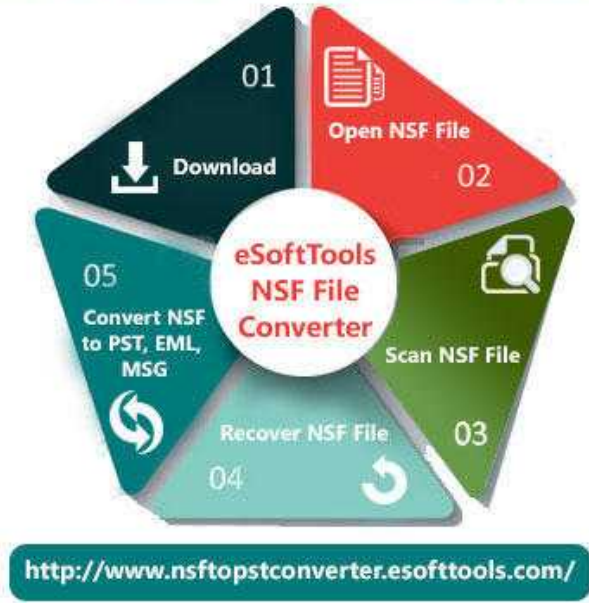 01
Download
Open NSF File
02
eSoftTools
NSF File
Converter
Scan NSF File
03
Recover NSF File
04
05
Convert NSF
to PST, EML,
MSG
http://www.nsftopstconverter.esofttools.com/